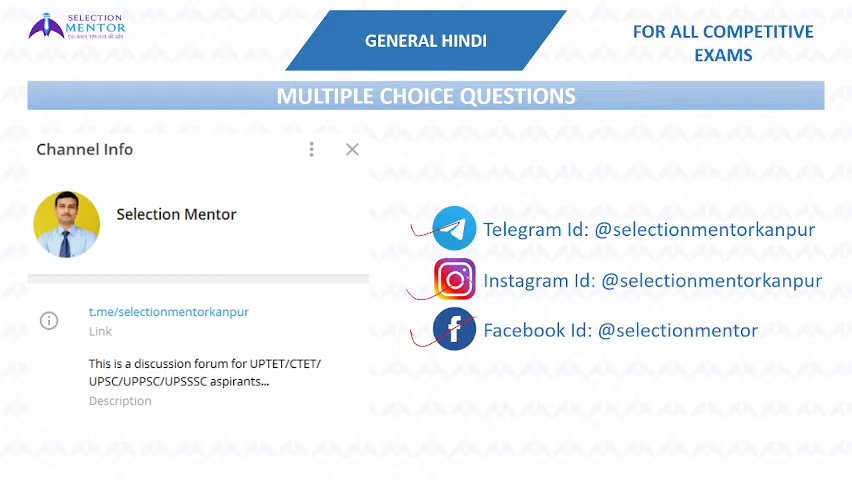 SELECTION
MENTOR
GENERAL HINDI
FOR ALL COMPETITIVE
EXAMS
MULTIPLE CHOICE QUESTIONS
Channel Info
Selection Mentor
t.me/selectionmentorkanpur
Link
This is a discussion forum for UPTET/CTET/
UPSC/UPPSC/UPSSSC aspirants...
Description
Telegram Id: @selectionmentorkanpur
Instagram Id: @selectionmentorkanpur
Facebook Id: @selectionmentor